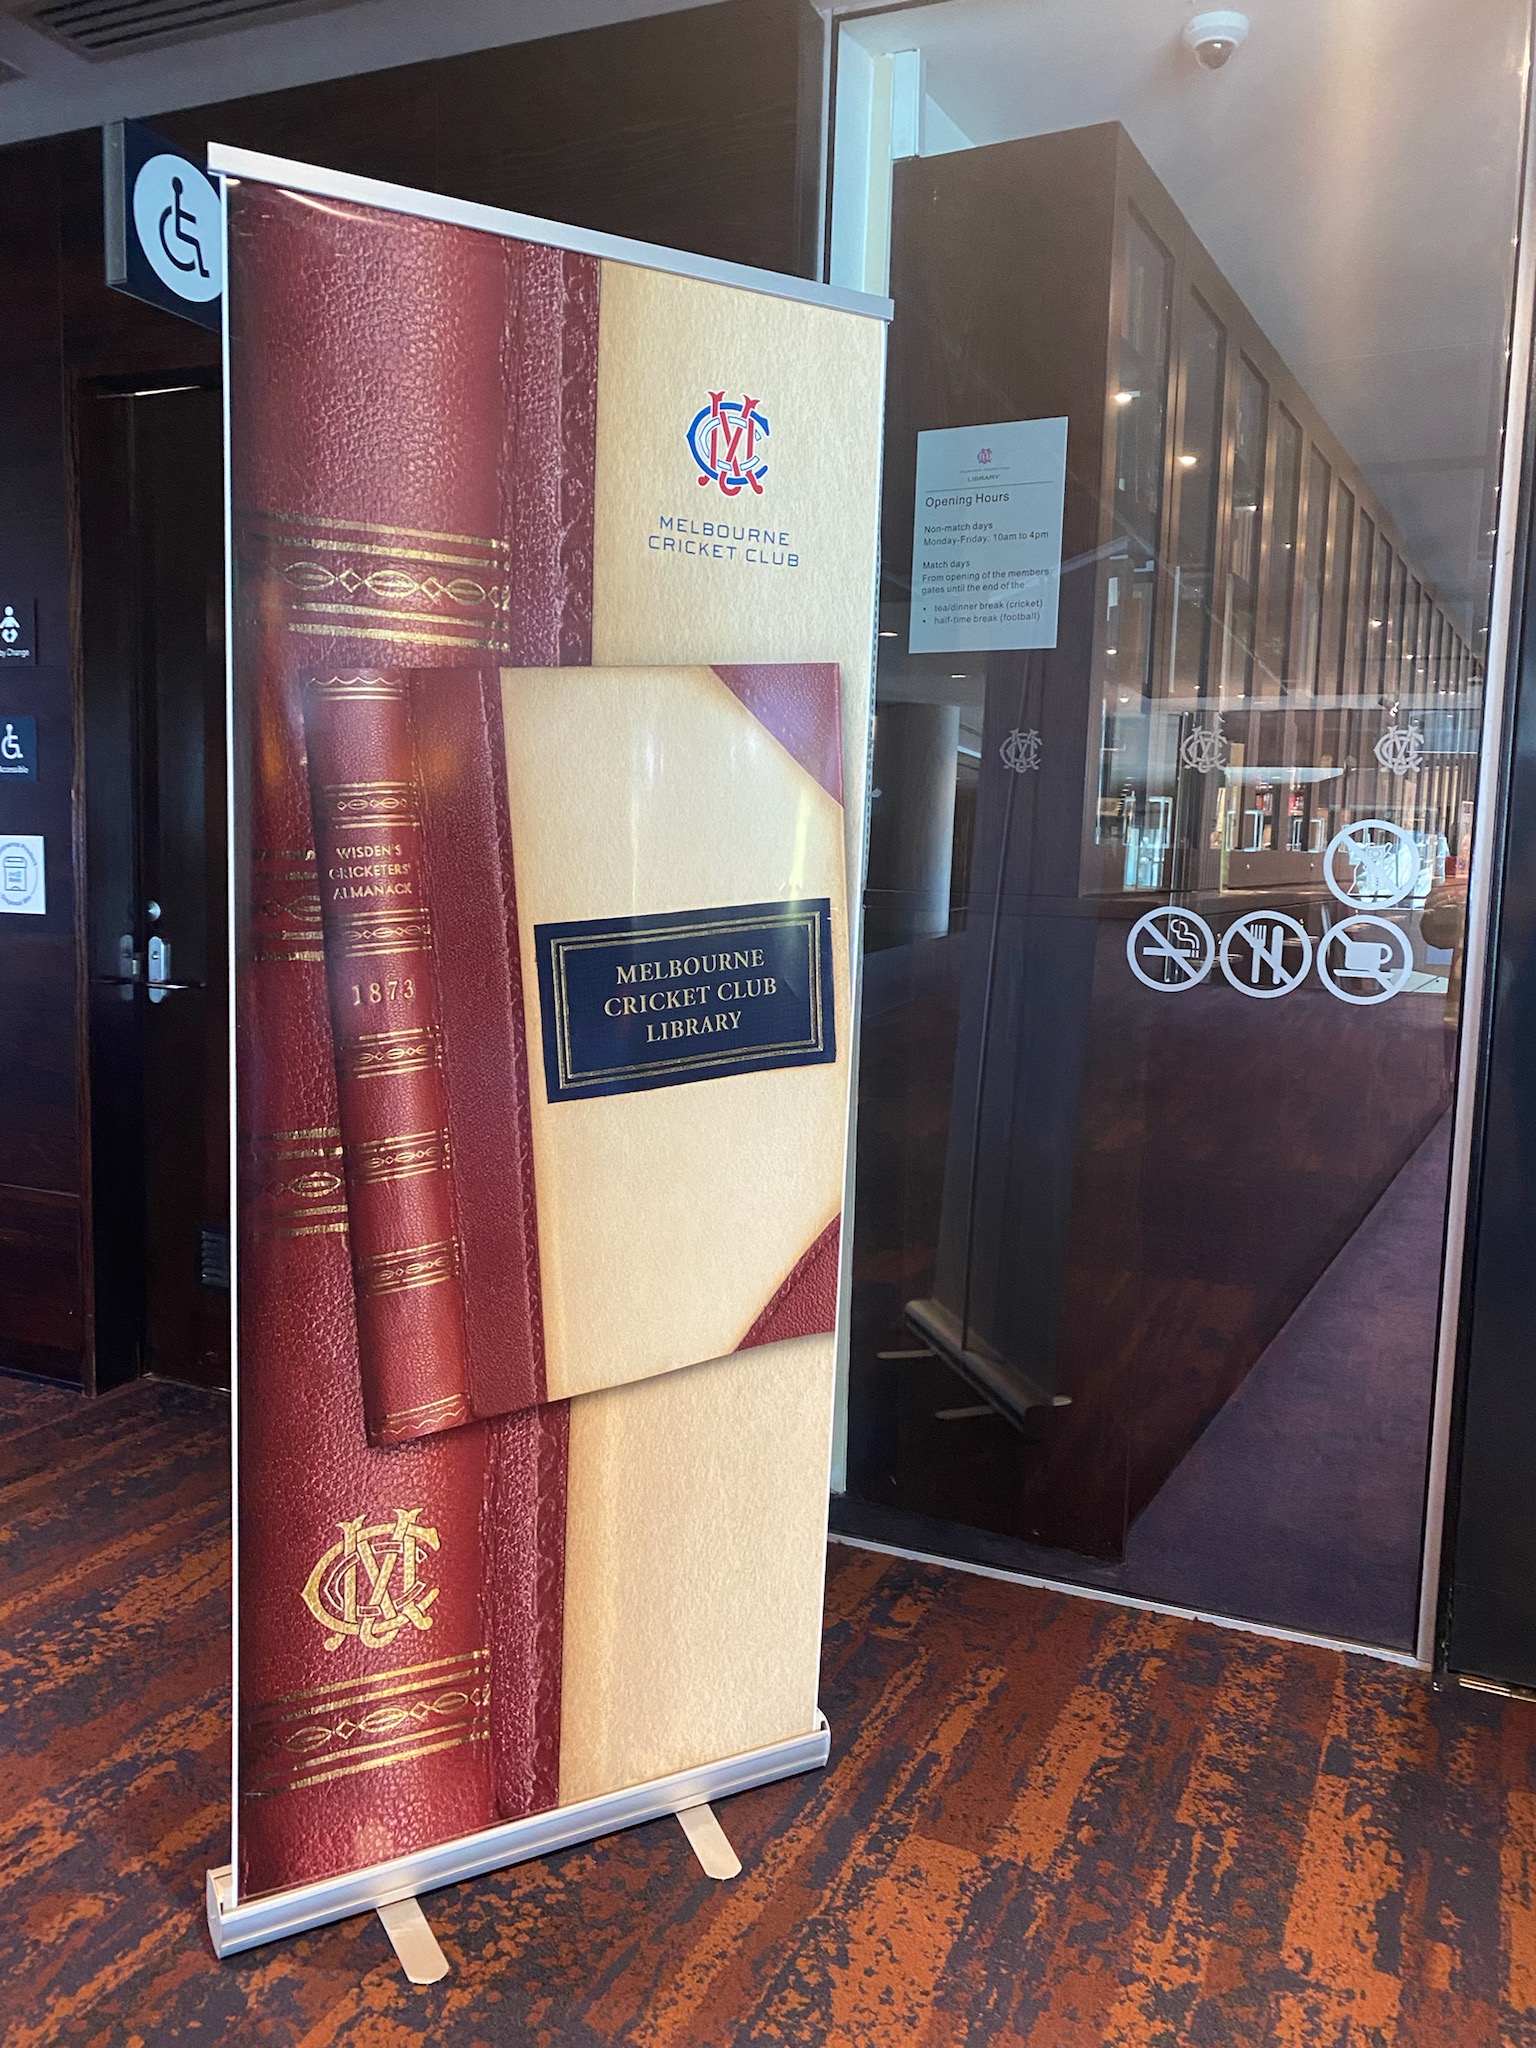 MELBOURNE
CRICKET CLUB
WISDEN'S
CRICKETERS'
ALMANACK
1873
MELBOURNE
CRICKET CLUB
LIBRARY
LIBRARY
Opening Hours
Non-match days
Monday-Friday: 10am to 4pm
Match days
From opening of the members
gates until the end of the:
• tea/dinner break (cricket)
• half-time break (football)
Change
Accessible